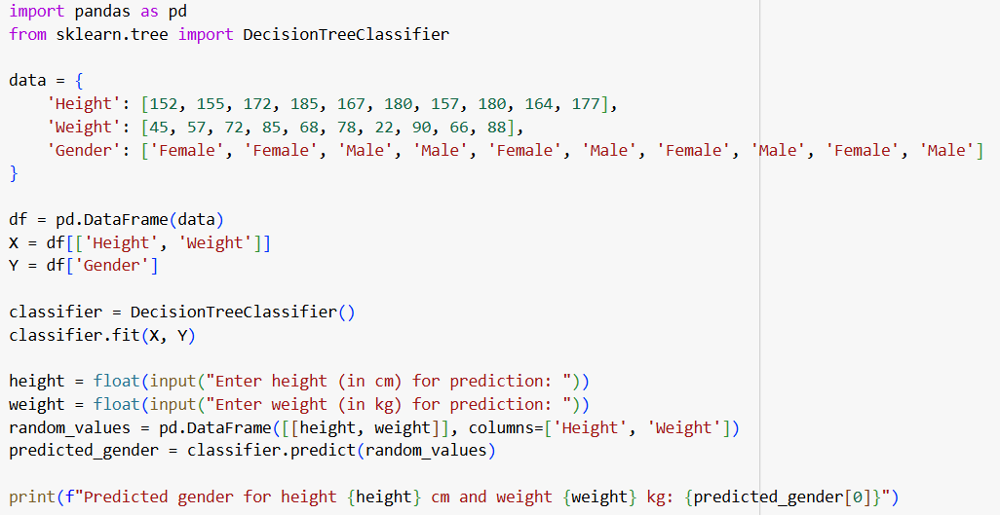 import pandas as pd
from sklearn.tree import DecisionTreeClassifier
data = {
    'Height': [152, 155, 172, 185, 167, 180, 157, 180, 164, 177],
    'Weight': [45, 57, 72, 85, 68, 78, 22, 90, 66, 88],
    'Gender': ['Female', 'Female', 'Male', 'Male', 'Female', 'Male', 'Female', 'Male', 'Female', 'Male']
}
df = pd.DataFrame(data)
X = df[['Height', 'Weight']]
Y = df['Gender']
classifier = DecisionTreeClassifier()
classifier.fit(X, Y)
height = float(input("Enter height (in cm) for prediction: "))
weight = float(input("Enter weight (in kg) for prediction: "))
random_values = pd.DataFrame([[height, weight]], columns=['Height', 'Weight'])
predicted_gender = classifier.predict(random_values)
print(f"Predicted gender for height {height} cm and weight {weight} kg: {predicted_gender[0]}")